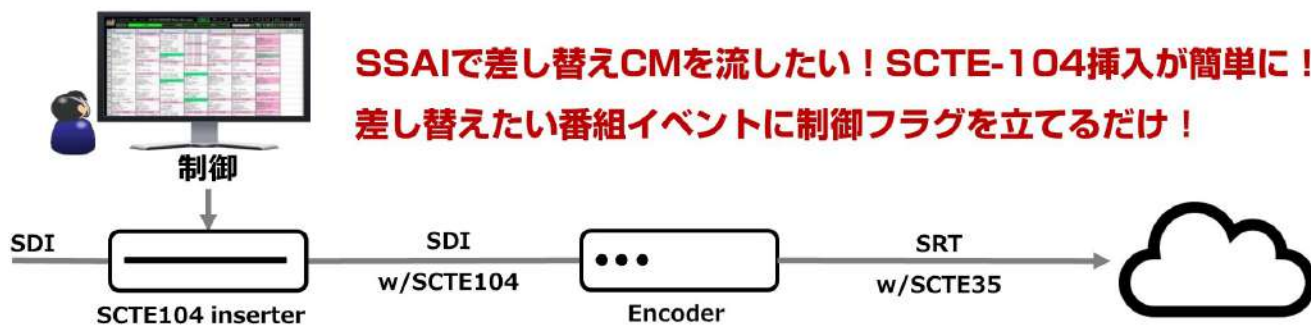 SSAIで差し替えCMを流したい！SCTE-104挿入が簡単に！
差し替えたい番組イベントに制御フラグを立てるだけ！
制御
SDI
SDI
SRT
w/SCTE104
w/SCTE35
SCTE104 inserter
Encoder